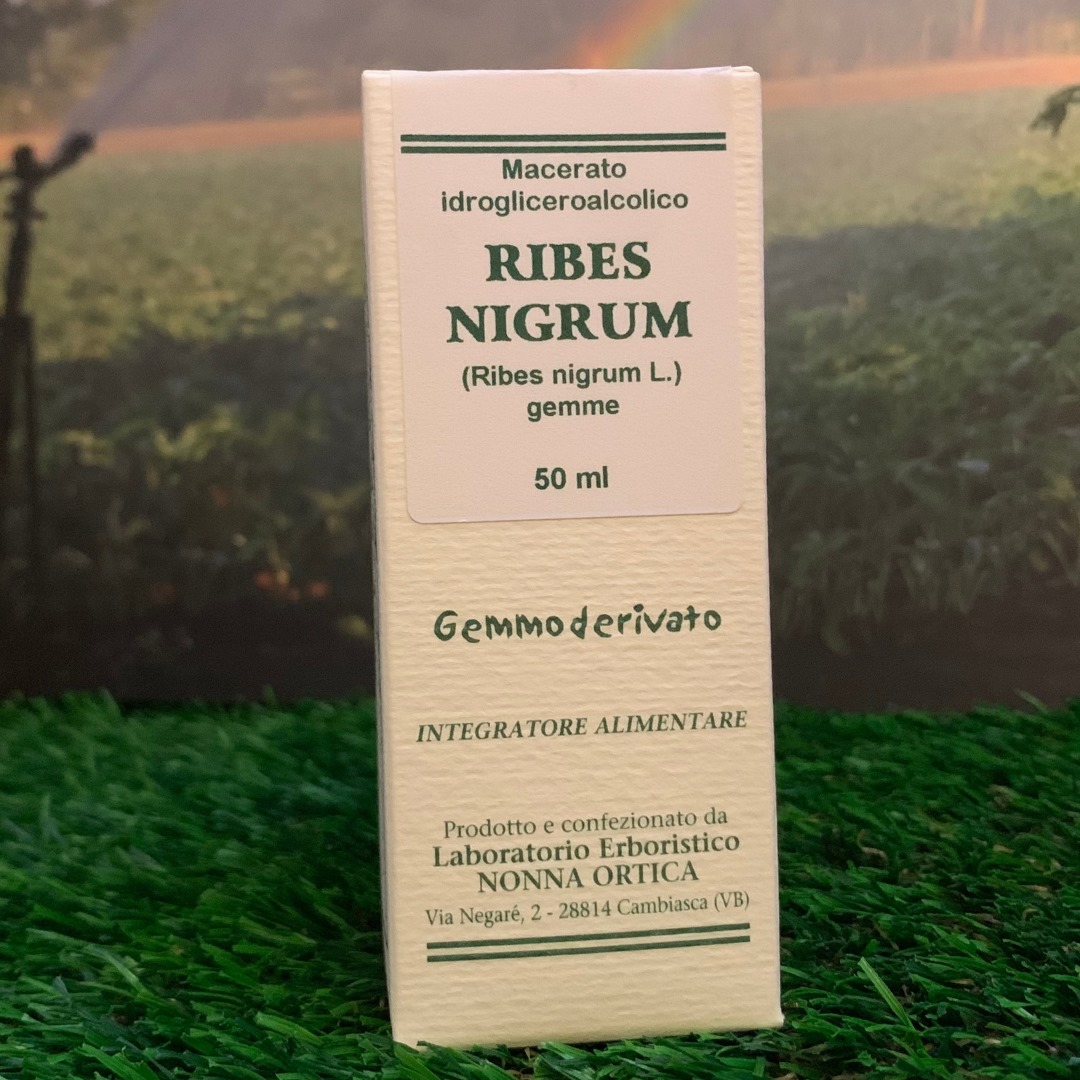 Macerato
idrogliceroalcolico
RIBES
NIGRUM
(Ribes nigrum L.)
gemme
50 ml
Gemmoderivato
INTEGRATORE ALIMENTARE
Prodotto e confezionato da
Laboratorio Erboristico
NONNA ORTICA
Via Negaré, 2 - 28814 Cambiasca (VB)